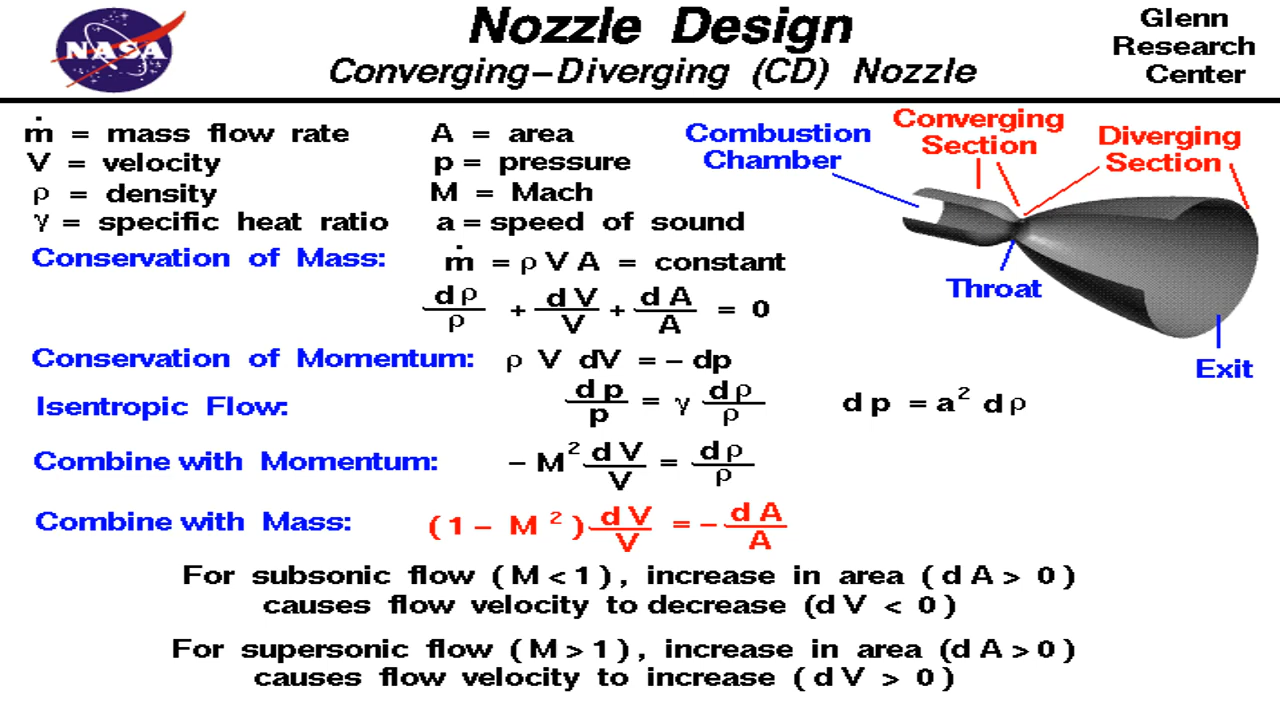 NASA
Nozzle Design
Converging-Diverging (CD) Nozzle
Glenn
Research
Center
ṁ = mass flow rate
A = area
V = velocity
p = pressure
ρ = density
M = Mach
γ = specific heat ratio
a = speed of sound
Combustion
Chamber
Converging
Section
Diverging
Section
Throat
Exit
Conservation of Mass: ṁ = ρ V A = constant
dρ/ρ + dV/V + dA/A = 0
Conservation of Momentum: ρ V dV = - dp
Isentropic Flow: dp/p = γ dρ/ρ dp = a² dρ
Combine with Momentum: - M² dV/V = dρ/ρ
Combine with Mass: (1 - M²) dV/V = - dA/A
For subsonic flow (M < 1), increase in area (dA > 0)
causes flow velocity to decrease (dV < 0)
For supersonic flow (M > 1), increase in area (dA > 0)
causes flow velocity to increase (dV > 0)